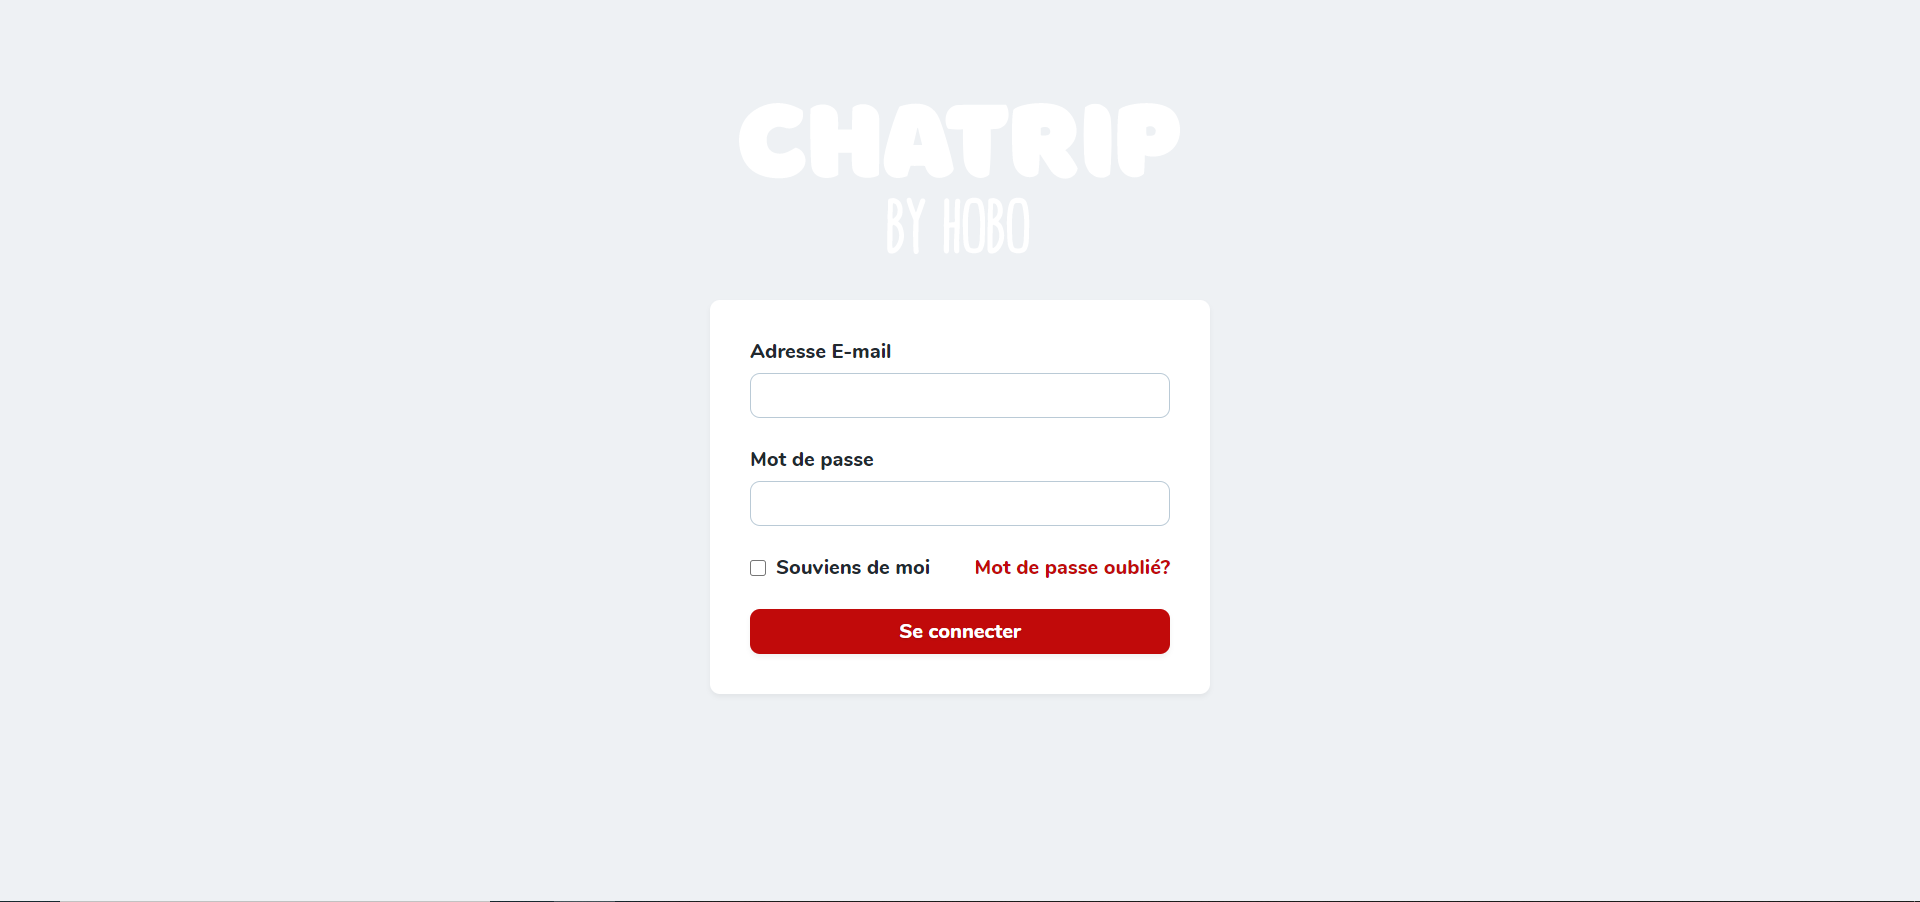 CHATRIP
BY HOBO
Adresse E-mail
Mot de passe
Souviens de moi
Mot de passe oublié?
Se connecter